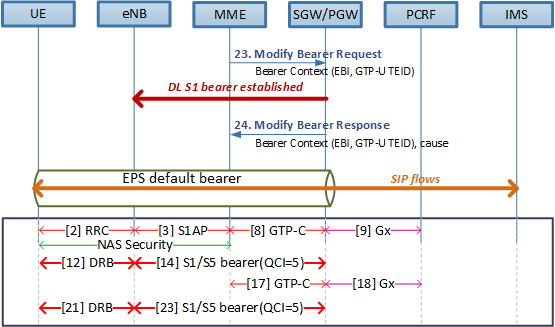 UE eNB MME SGW/PGW PCRF IMS
23. Modify Bearer Request
Bearer Context (EBI, GTP-U TEID)
DL S1 bearer established
24. Modify Bearer Response
Bearer Context (EBI, GTP-U TEID), cause
EPS default bearer SIP flows
[2] RRC [3] S1AP [8] GTP-C [9] Gx
NAS Security
[12] DRB [14] S1/S5 bearer(QCI=5)
[17] GTP-C [18] Gx
[21] DRB [23] S1/S5 bearer(QCI=5)